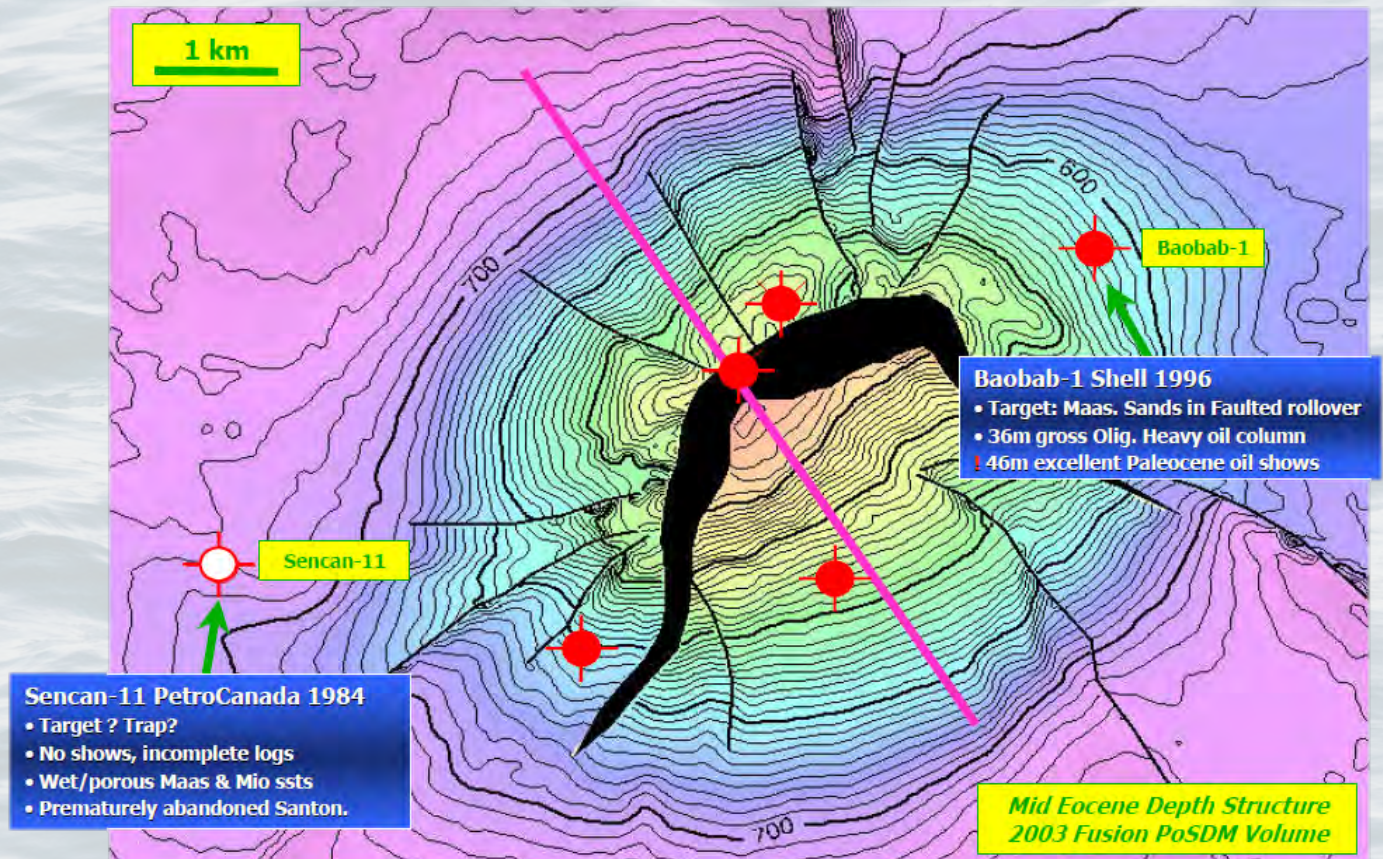 1 km
600
Baobab-1
700
Baobab-1 Shell 1996
• Target: Maas. Sands in Faulted rollover
• 36m gross Olig. Heavy oil column
! 46m excellent Paleocene oil shows
Sencan-11
Sencan-11 PetroCanada 1984
• Target ? Trap?
• No shows, incomplete logs
• Wet/porous Maas & Mio ssts
• Prematurely abandoned Santon.
700
Mid Eocene Depth Structure
2003 Fusion PoSDM Volume